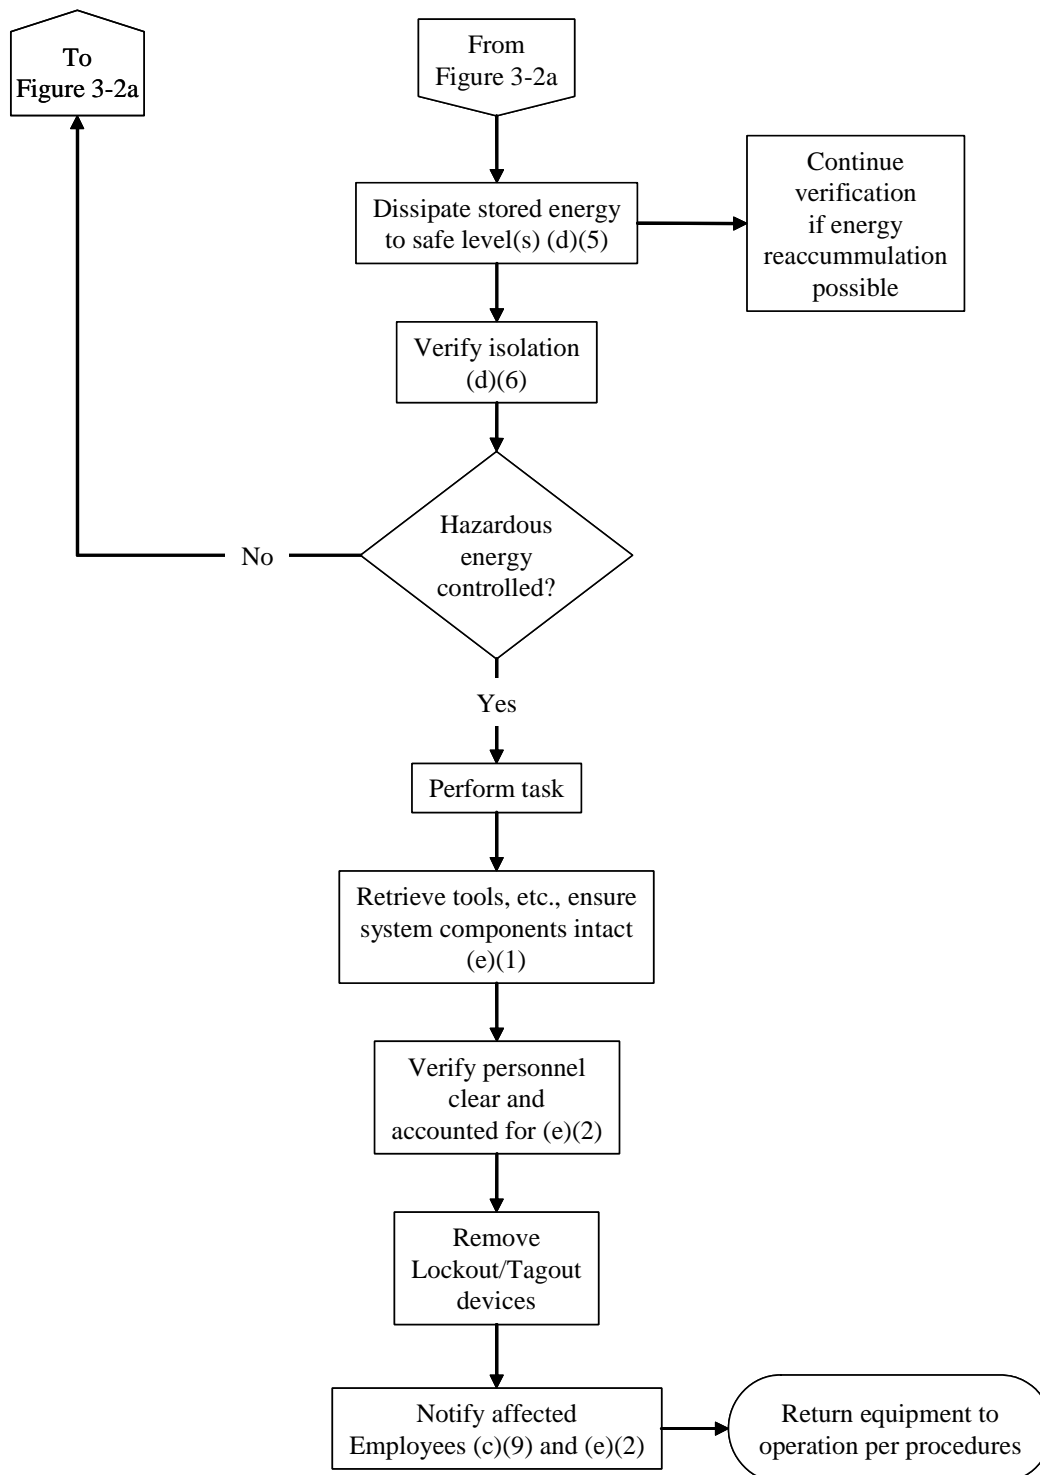 To
Figure 3-2a
From
Figure 3-2a
Dissipate stored energy
to safe level(s) (d)(5)
Continue
verification
if energy
reaccummulation
possible
Verify isolation
(d)(6)
Hazardous
energy
controlled?
No
Yes
Perform task
Retrieve tools, etc., ensure
system components intact
(e)(1)
Verify personnel
clear and
accounted for (e)(2)
Remove
Lockout/Tagout
devices
Notify affected
Employees (c)(9) and (e)(2)
Return equipment to
operation per procedures